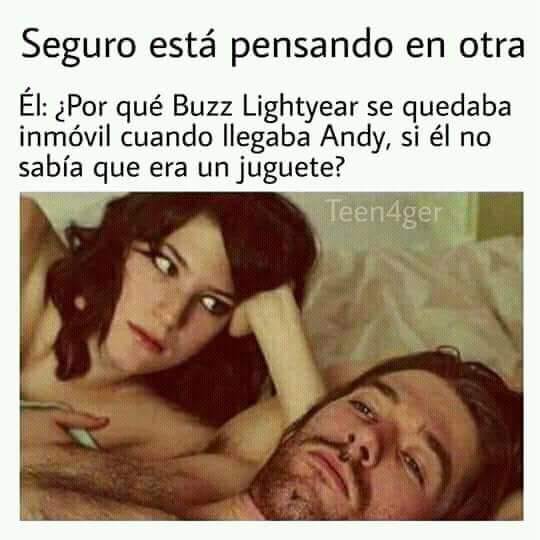 Seguro está pensando en otra
Él: ¿Por qué Buzz Lightyear se quedaba
inmóvil cuando llegaba Andy, si él no
sabía que era un juguete?
Teen4ger